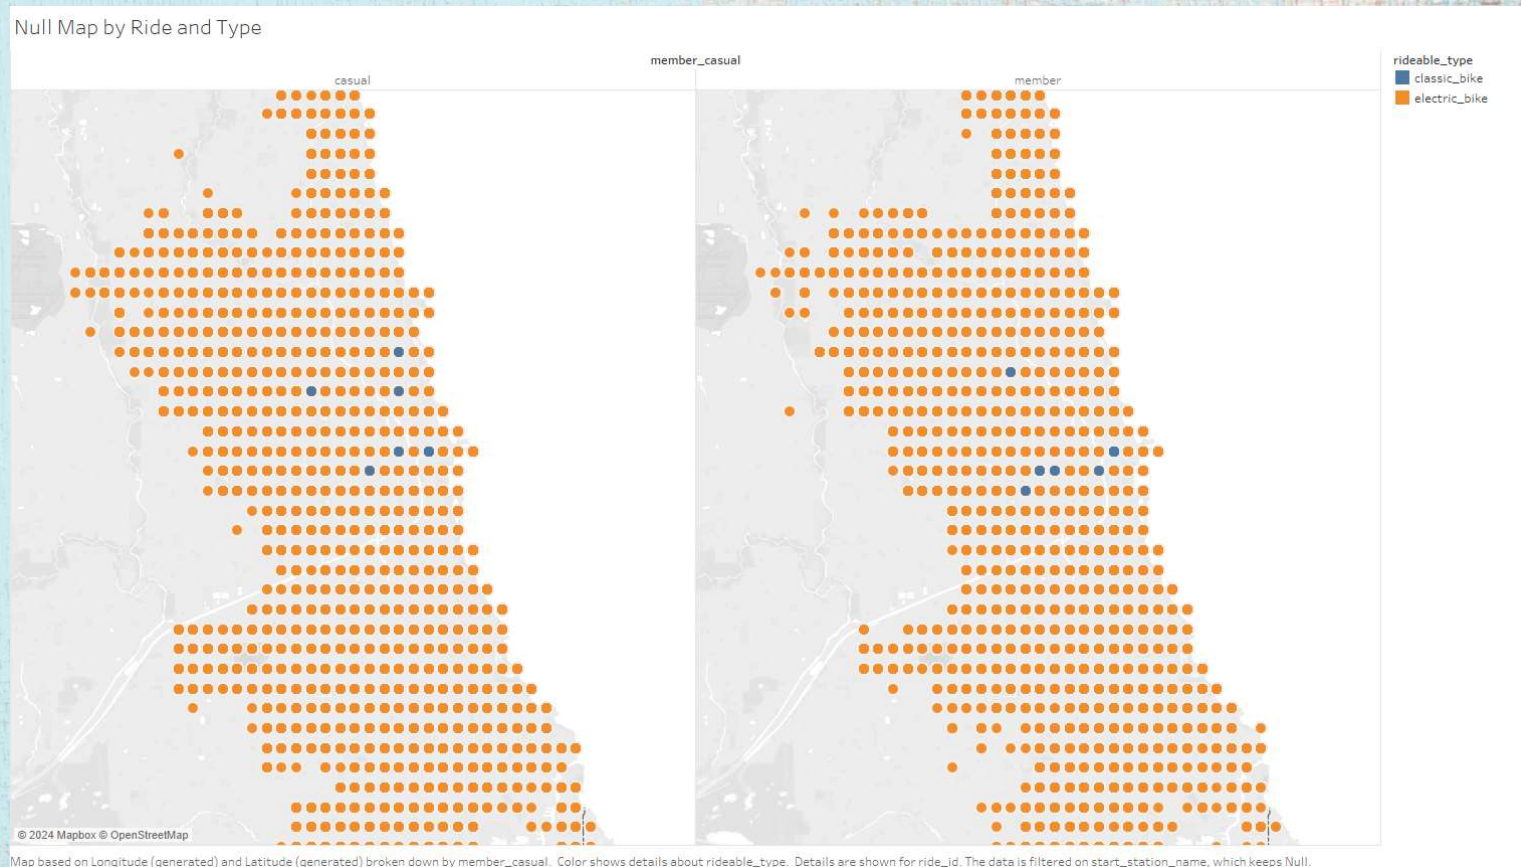 Null Map by Ride and Type
member_casual
casual
member
rideable_type
classic_bike
electric_bike
© 2024 Mapbox © OpenStreetMap
Map based on Longitude (generated) and Latitude (generated) broken down by member_casual.  Color shows details about rideable_type.  Details are shown for ride_id. The data is filtered on start_station_name, which keeps Null.